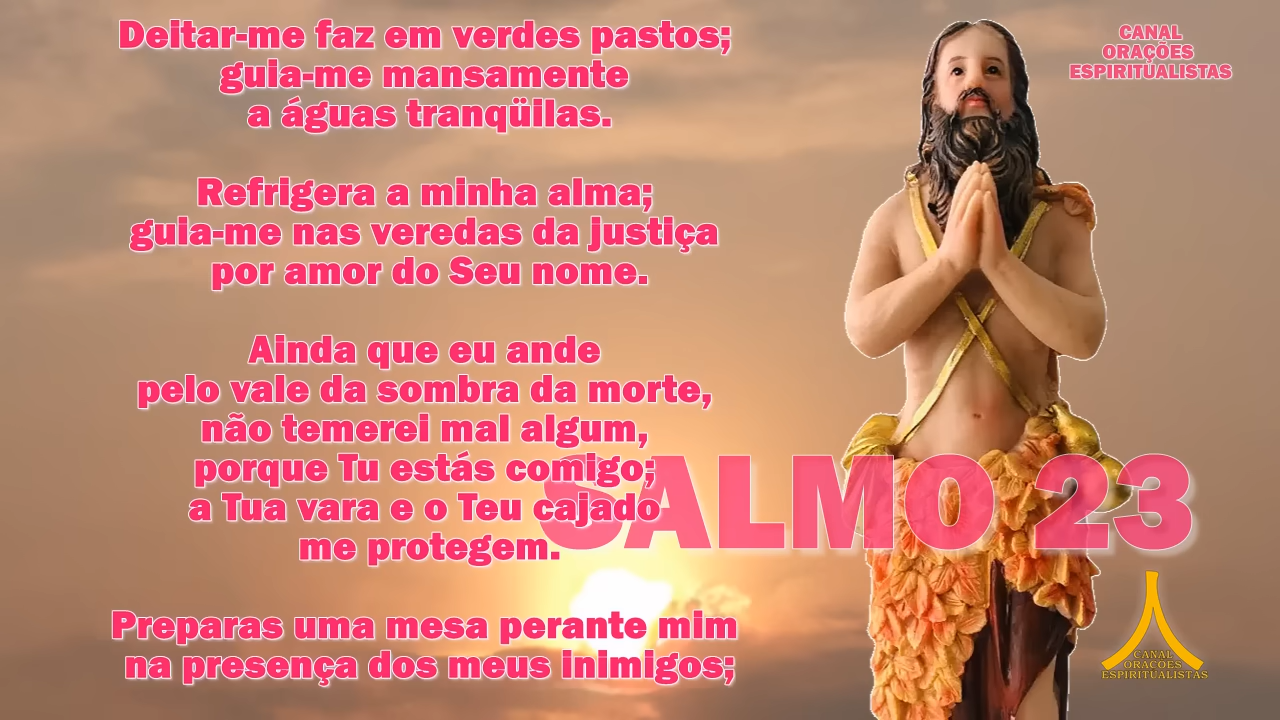 Deitar-me faz em verdes pastos;
guia-me mansamente
a águas tranqüilas.
Refrigera a minha alma;
guia-me nas veredas da justiça
por amor do Seu nome.
Ainda que eu ande
pelo vale da sombra da morte,
não temerei mal algum,
porque Tu estás comigo;
a Tua vara e o Teu cajado
me protegem.
Preparas uma mesa perante mim
na presença dos meus inimigos;
SALMO 23
CANAL
ORAÇÕES
ESPIRITUALISTAS
CANAL
ORAÇÕES
ESPIRITUALISTAS